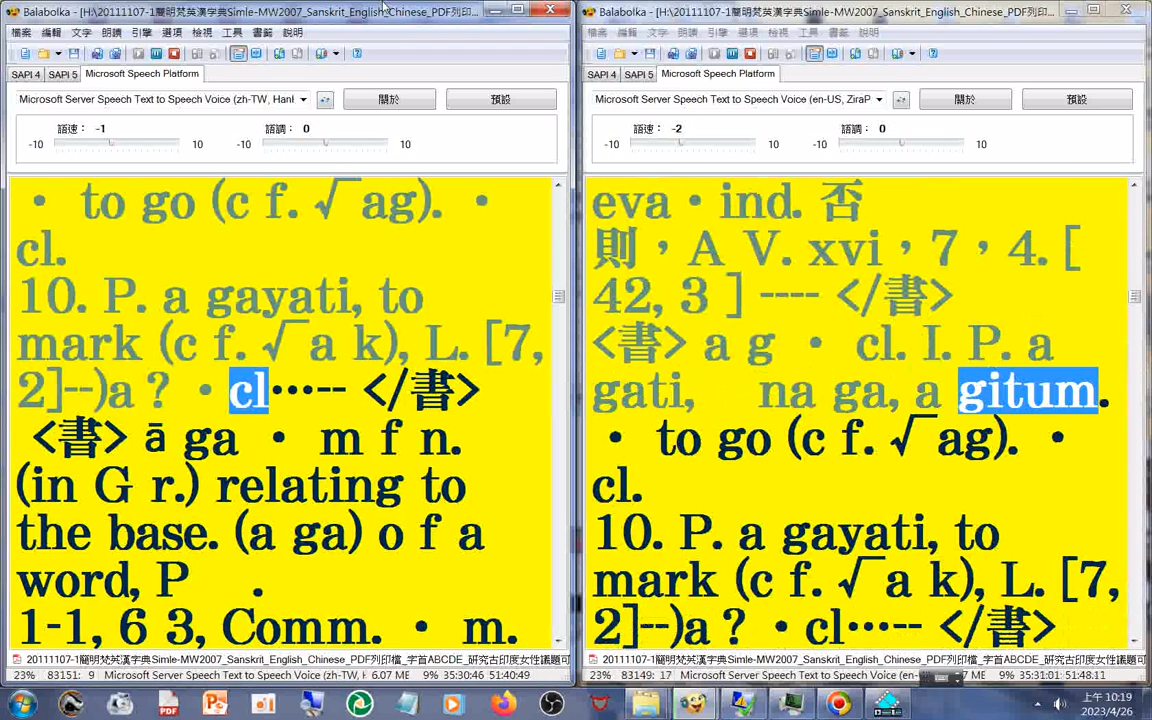 Balabolka - [H:\20111107-1簡明梵英漢字典Simle-MW2007_Sanskrit_English_Chinese_PDF列印...
檔案 編輯 文字 朗讀 引擎 選項 檢視 工具 書籤 說明
SAPI 4 SAPI 5 Microsoft Speech Platform
Microsoft Server Speech Text to Speech Voice (zh-TW, HanI
關於 預設
語速： -1 語調： 0
-10 10 -10 10
• to go (c f. √ag). •
cl.
10. P. a gayati, to
mark (c f. √a k), L. [7,
2]--)a ? • cl…-- </書>
<書> ā ga • m f n.
(in G r.) relating to
the base. (a ga) o f a
word, P .
1-1, 6 3, Comm. • m.
20111107-1簡明梵英漢字典Simle-MW2007_Sanskrit_English_Chinese_PDF列印檔_字首ABCDE_研究古印度女性議題可
23% 83151: 9 Microsoft Server Speech Text to Speech Voice (zh-TW, H 6.07 ME 9% 35:30:46 51:40:49
Balabolka - [H:\20111107-1簡明梵英漢字典Simle-MW2007_Sanskrit_English_Chinese_PDF列印...
檔案 編輯 文字 朗讀 引擎 選項 檢視 工具 書籤 說明
SAPI 4 SAPI 5 Microsoft Speech Platform
Microsoft Server Speech Text to Speech Voice (en-US, ZiraP
關於 預設
語速： -2 語調： 0
-10 10 -10 10
eva • ind. 否
則，A V. xvi，7，4. [
42, 3 ] ---- </書>
<書> a g • cl. I. P. a
gati, na ga, a gitum.
• to go (c f. √ag). •
cl.
10. P. a gayati, to
mark (c f. √a k), L. [7,
2]--)a ? • cl…-- </書>
20111107-1簡明梵英漢字典Simle-MW2007_Sanskrit_English_Chinese_PDF列印檔_字首ABCDE_研究古印度女性議題可
23% 83149: 17 Microsoft Server Speech Text to Speech Voice 9% 35:31:01 51:48:11
上午 10:19
2023/4/26